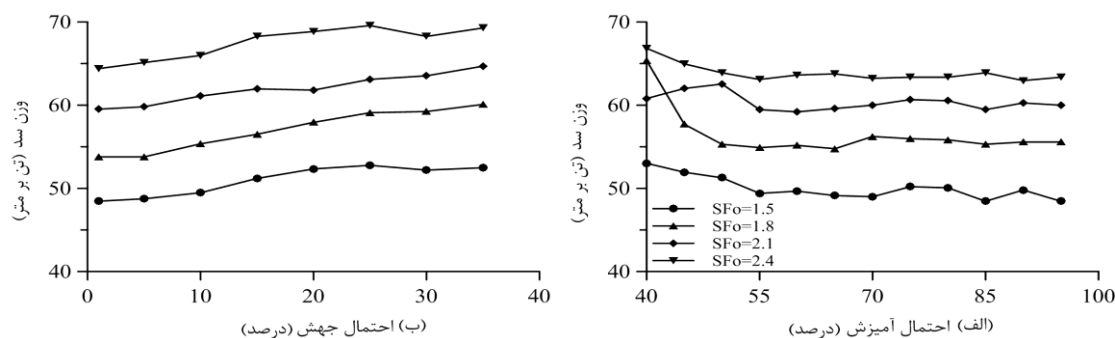 70
60
50
40
وزن سد (تن بر متر)
0
10
20
30
40
(ب) احتمال جهش (درصد)
70
60
50
40
وزن سد (تن بر متر)
SFo=1.5
SFo=1.8
SFo=2.1
SFo=2.4
40
55
70
85
100
(الف) احتمال آمیزش (درصد)